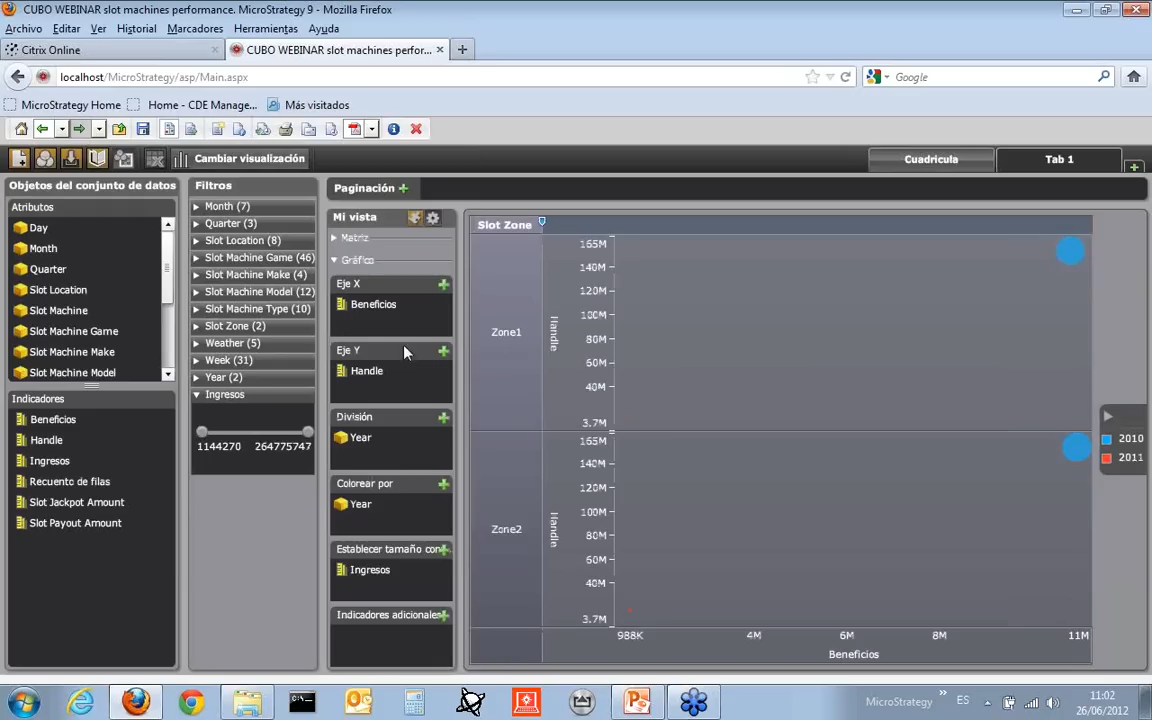 CUBO WEBINAR slot machines performance. MicroStrategy 9 - Mozilla Firefox
Archivo Editar Ver Historial Marcadores Herramientas Ayuda
Citrix Online
CUBO WEBINAR slot machines perfor...
localhost/MicroStrategy/asp/Main.aspx
Google
MicroStrategy Home
Home - CDE Manage...
Más visitados
Cambiar visualización
Cuadricula
Tab 1
Objetos del conjunto de datos
Atributos
Day
Month
Quarter
Slot Location
Slot Machine
Slot Machine Game
Slot Machine Make
Slot Machine Model
Indicadores
Beneficios
Handle
Ingresos
Recuento de filas
Slot Jackpot Amount
Slot Payout Amount
Filtros
Month (7)
Quarter (3)
Slot Location (8)
Slot Machine Game (46)
Slot Machine Make (4)
Slot Machine Model (12)
Slot Machine Type (10)
Slot Zone (2)
Weather (5)
Week (31)
Year (2)
Ingresos
1144270 264775747
Paginación
Mi vista
Matriz
Gráfico
Eje X
Beneficios
Eje Y
Handle
División
Year
Colorear por
Year
Establecer tamaño con
Ingresos
Indicadores adicionales
Slot Zone
Zone1
Handle
165M
140M
120M
100M
80M
60M
40M
3.7M
Zone2
Handle
165M
140M
120M
100M
80M
60M
40M
3.7M
988K 4M 6M 8M 11M
Beneficios
2010
2011
MicroStrategy
»
ES
11:02
26/06/2012